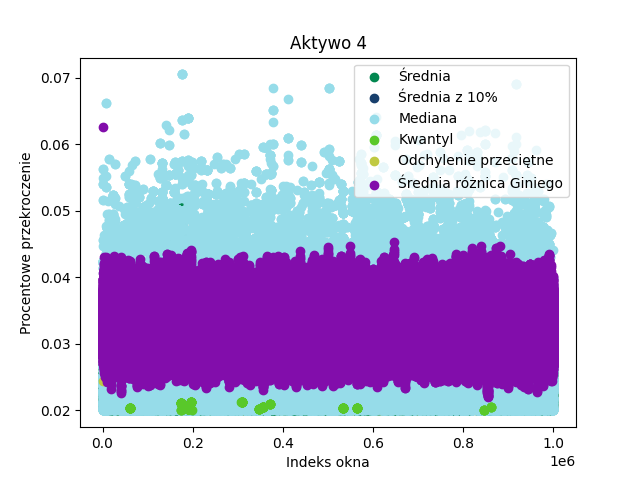 Aktywo 4
Procentowe przekroczenie
0.07
0.06
0.05
0.04
0.03
0.02
Średnia
Średnia z 10%
Mediana
Kwantyl
Odchylenie przeciętne
Średnia różnica Giniego
0.0 0.2 0.4 0.6 0.8 1.0
1e6
Indeks okna